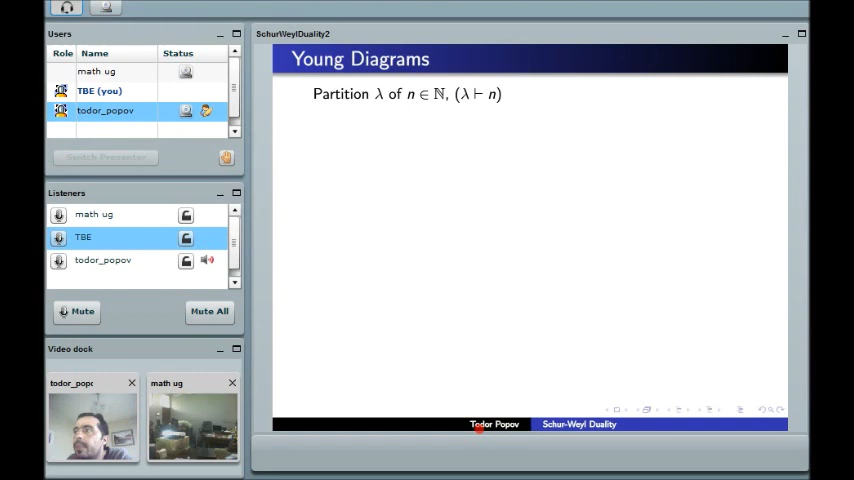 Users
Role Name Status
math ug
TBE (you)
todor_popov
Switch Presenter
Listeners
math ug
TBE
todor_popov
Mute
Mute All
Video dock
todor_popo
math ug
SchurWeylDuality2
Young Diagrams
Partition λ of n ∈ ℕ, (λ ⊢ n)
Todor Popov Schur-Weyl Duality